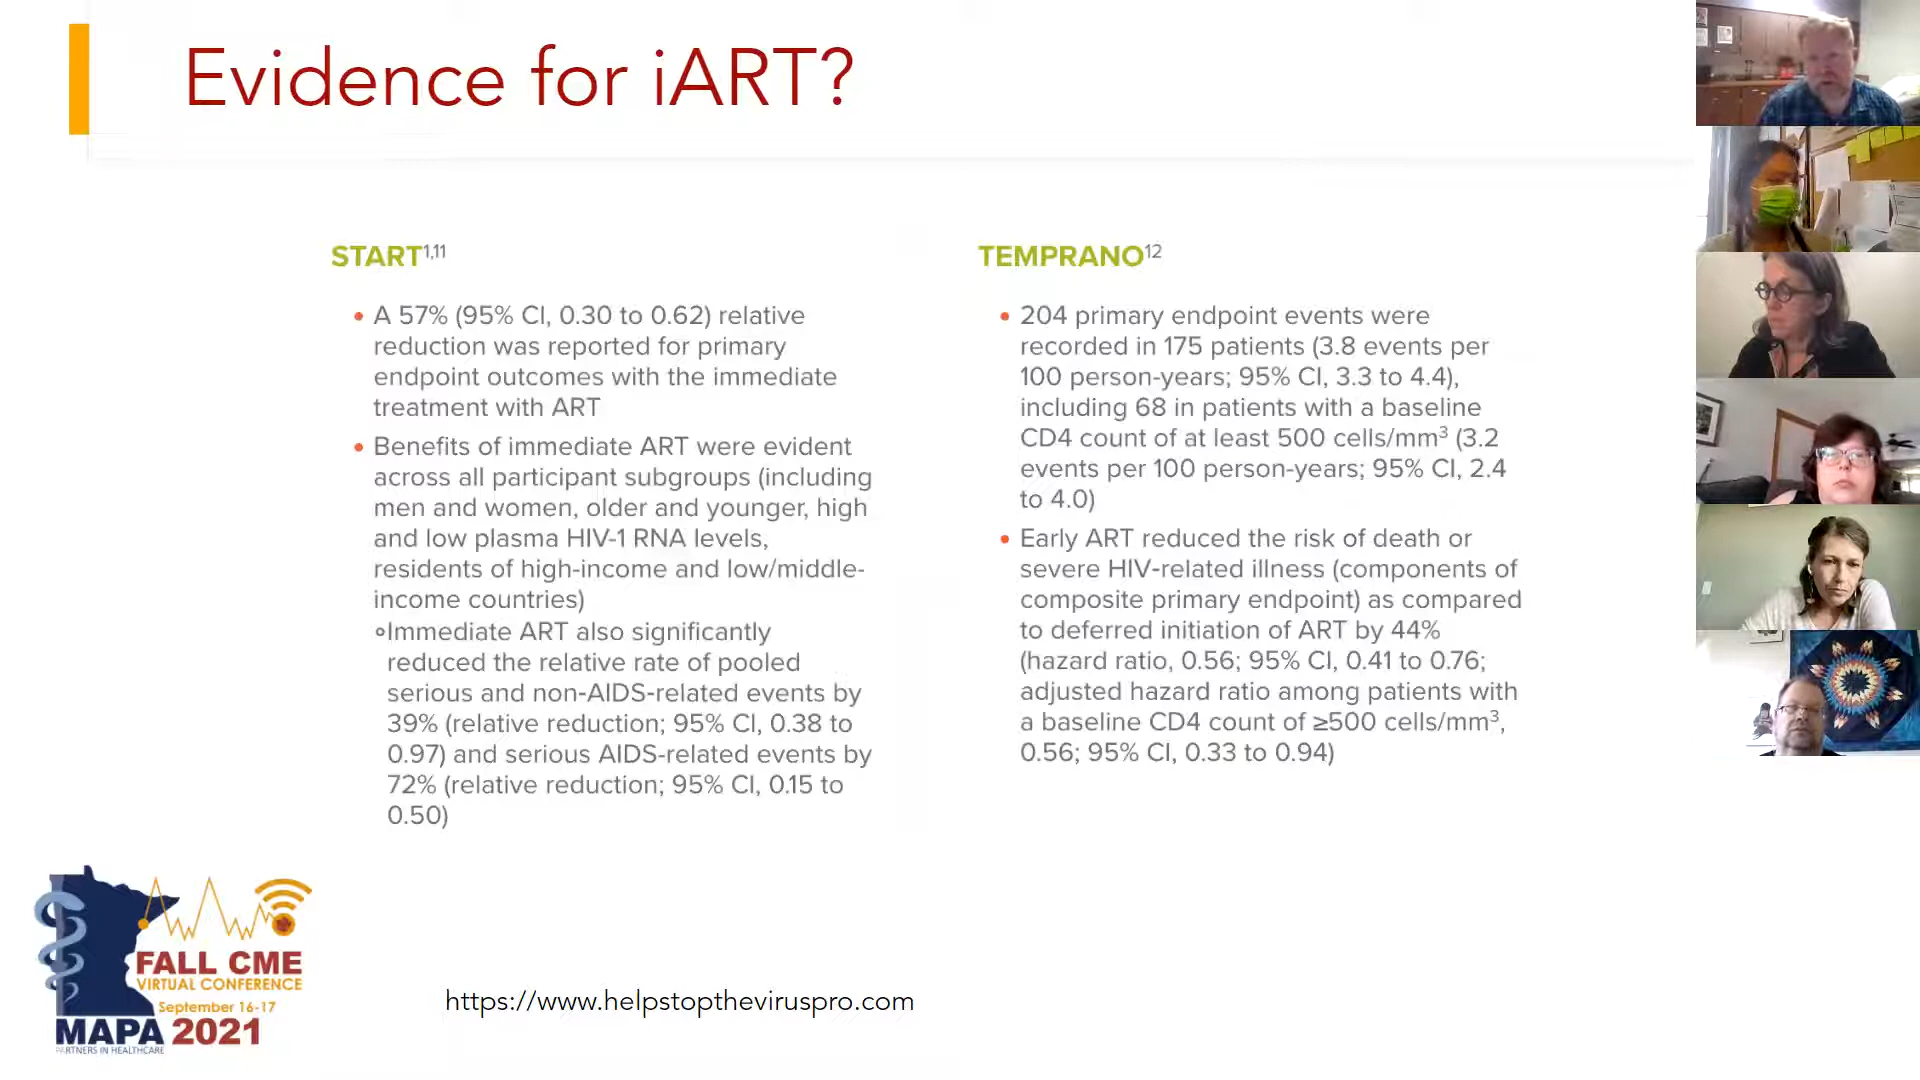 Evidence for iART?
START1,11
• A 57% (95% CI, 0.30 to 0.62) relative
reduction was reported for primary
endpoint outcomes with the immediate
treatment with ART
• Benefits of immediate ART were evident
across all participant subgroups (including
men and women, older and younger, high
and low plasma HIV-1 RNA levels,
residents of high-income and low/middle-
income countries)
∘Immediate ART also significantly
reduced the relative rate of pooled
serious and non-AIDS-related events by
39% (relative reduction; 95% CI, 0.38 to
0.97) and serious AIDS-related events by
72% (relative reduction; 95% CI, 0.15 to
0.50)
TEMPRANO12
• 204 primary endpoint events were
recorded in 175 patients (3.8 events per
100 person-years; 95% CI, 3.3 to 4.4),
including 68 in patients with a baseline
CD4 count of at least 500 cells/mm³ (3.2
events per 100 person-years; 95% CI, 2.4
to 4.0)
• Early ART reduced the risk of death or
severe HIV-related illness (components of
composite primary endpoint) as compared
to deferred initiation of ART by 44%
(hazard ratio, 0.56; 95% CI, 0.41 to 0.76;
adjusted hazard ratio among patients with
a baseline CD4 count of ≥500 cells/mm³,
0.56; 95% CI, 0.33 to 0.94)
FALL CME
VIRTUAL CONFERENCE
September 16-17
MAPA 2021
PARTNERS IN HEALTHCARE
https://www.helpstoptheviruspro.com